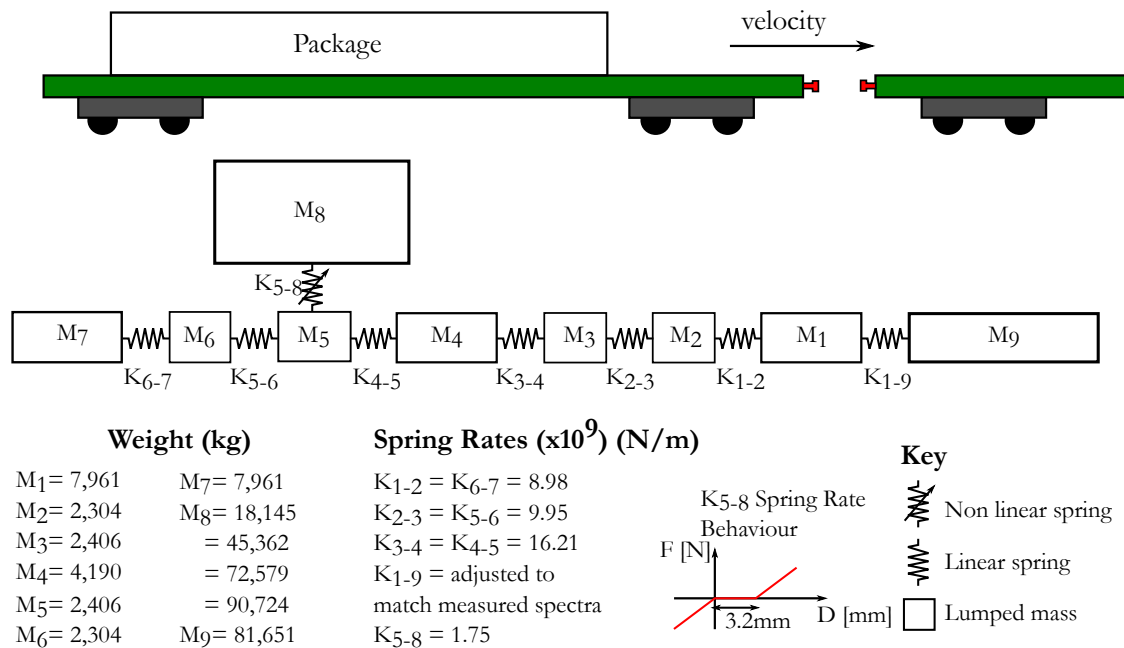 Package
velocity
M8
K5-8
M7
M6
M5
M4
M3
M2
M1
M9
K6-7
K5-6
K4-5
K3-4
K2-3
K1-2
K1-9
Weight (kg)
M1= 7,961
M2= 2,304
M3= 2,406
M4= 4,190
M5= 2,406
M6= 2,304
M7= 7,961
M8= 18,145
= 45,362
= 72,579
= 90,724
M9= 81,651
Spring Rates (x10^9) (N/m)
K1-2 = K6-7 = 8.98
K2-3 = K5-6 = 9.95
K3-4 = K4-5 = 16.21
K1-9 = adjusted to
match measured spectra
K5-8 = 1.75
K5-8 Spring Rate
Behaviour
F [N]
D [mm]
3.2mm
Key
Non linear spring
Linear spring
Lumped mass